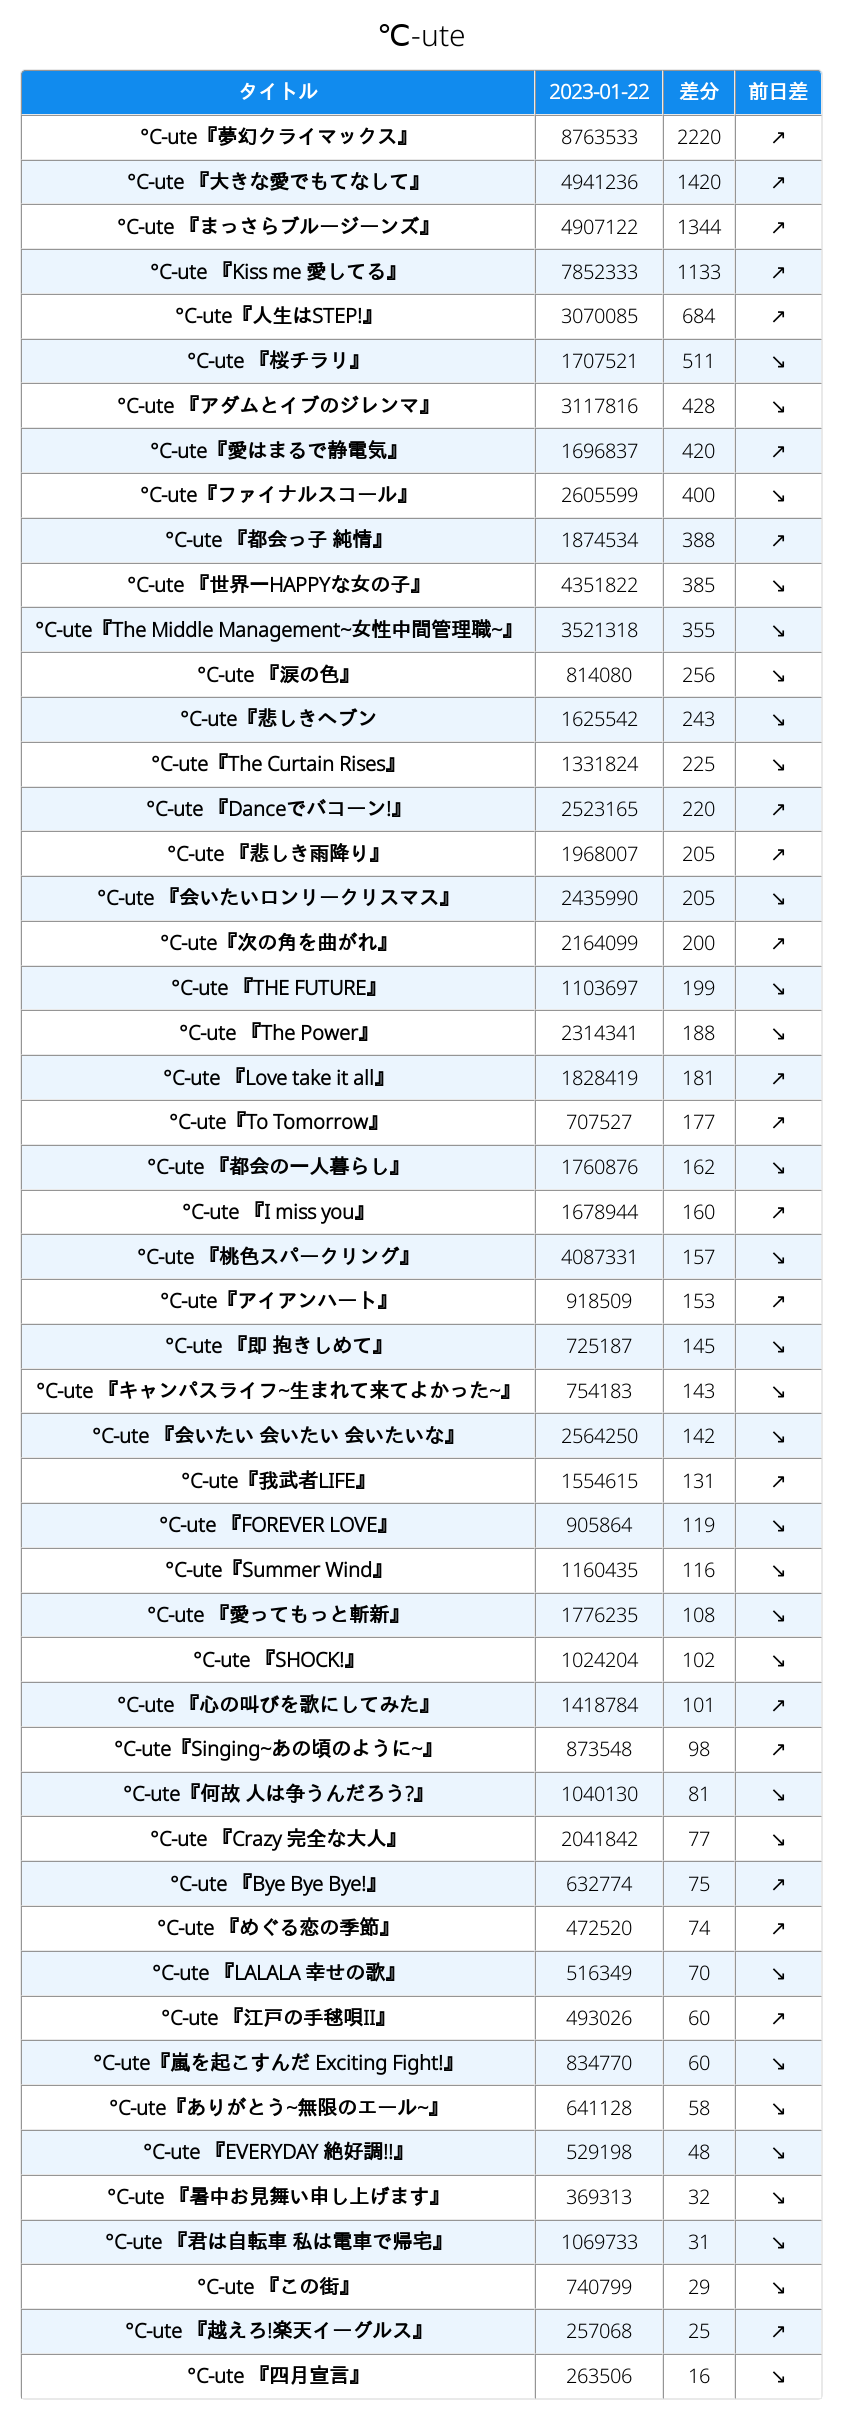 ℃-ute
タイトル 2023-01-22 差分 前日差
℃-ute『夢幻クライマックス』 8763533 2220 ↗
℃-ute 『大きな愛でもてなして』 4941236 1420 ↗
℃-ute 『まっさらブルージーンズ』 4907122 1344 ↗
℃-ute 『Kiss me 愛してる』 7852333 1133 ↗
℃-ute『人生はSTEP!』 3070085 684 ↗
℃-ute 『桜チラリ』 1707521 511 ↘
℃-ute 『アダムとイブのジレンマ』 3117816 428 ↘
℃-ute『愛はまるで静電気』 1696837 420 ↗
℃-ute『ファイナルスコール』 2605599 400 ↘
℃-ute 『都会っ子 純情』 1874534 388 ↗
℃-ute 『世界一HAPPYな女の子』 4351822 385 ↘
℃-ute『The Middle Management~女性中間管理職~』 3521318 355 ↘
℃-ute 『涙の色』 814080 256 ↘
℃-ute『悲しきヘブン 1625542 243 ↘
℃-ute『The Curtain Rises』 1331824 225 ↘
℃-ute 『Danceでバコーン!』 2523165 220 ↗
℃-ute 『悲しき雨降り』 1968007 205 ↗
℃-ute 『会いたいロンリークリスマス』 2435990 205 ↘
℃-ute『次の角を曲がれ』 2164099 200 ↗
℃-ute 『THE FUTURE』 1103697 199 ↘
℃-ute 『The Power』 2314341 188 ↘
℃-ute 『Love take it all』 1828419 181 ↗
℃-ute『To Tomorrow』 707527 177 ↗
℃-ute 『都会の一人暮らし』 1760876 162 ↘
℃-ute 『I miss you』 1678944 160 ↗
℃-ute 『桃色スパークリング』 4087331 157 ↘
℃-ute『アイアンハート』 918509 153 ↗
℃-ute 『即 抱きしめて』 725187 145 ↘
℃-ute 『キャンパスライフ~生まれて来てよかった~』 754183 143 ↘
℃-ute 『会いたい 会いたい 会いたいな』 2564250 142 ↘
℃-ute『我武者LIFE』 1554615 131 ↗
℃-ute 『FOREVER LOVE』 905864 119 ↘
℃-ute『Summer Wind』 1160435 116 ↘
℃-ute 『愛ってもっと斬新』 1776235 108 ↘
℃-ute 『SHOCK!』 1024204 102 ↘
℃-ute 『心の叫びを歌にしてみた』 1418784 101 ↗
℃-ute『Singing~あの頃のように~』 873548 98 ↗
℃-ute『何故 人は争うんだろう?』 1040130 81 ↘
℃-ute 『Crazy 完全な大人』 2041842 77 ↘
℃-ute 『Bye Bye Bye!』 632774 75 ↗
℃-ute 『めぐる恋の季節』 472520 74 ↗
℃-ute 『LALALA 幸せの歌』 516349 70 ↘
℃-ute 『江戸の手毬唄II』 493026 60 ↗
℃-ute『嵐を起こすんだ Exciting Fight!』 834770 60 ↘
℃-ute『ありがとう~無限のエール~』 641128 58 ↘
℃-ute 『EVERYDAY 絶好調!!』 529198 48 ↘
℃-ute 『暑中お見舞い申し上げます』 369313 32 ↘
℃-ute 『君は自転車 私は電車で帰宅』 1069733 31 ↘
℃-ute 『この街』 740799 29 ↘
℃-ute 『越えろ!楽天イーグルス』 257068 25 ↗
℃-ute 『四月宣言』 263506 16 ↘